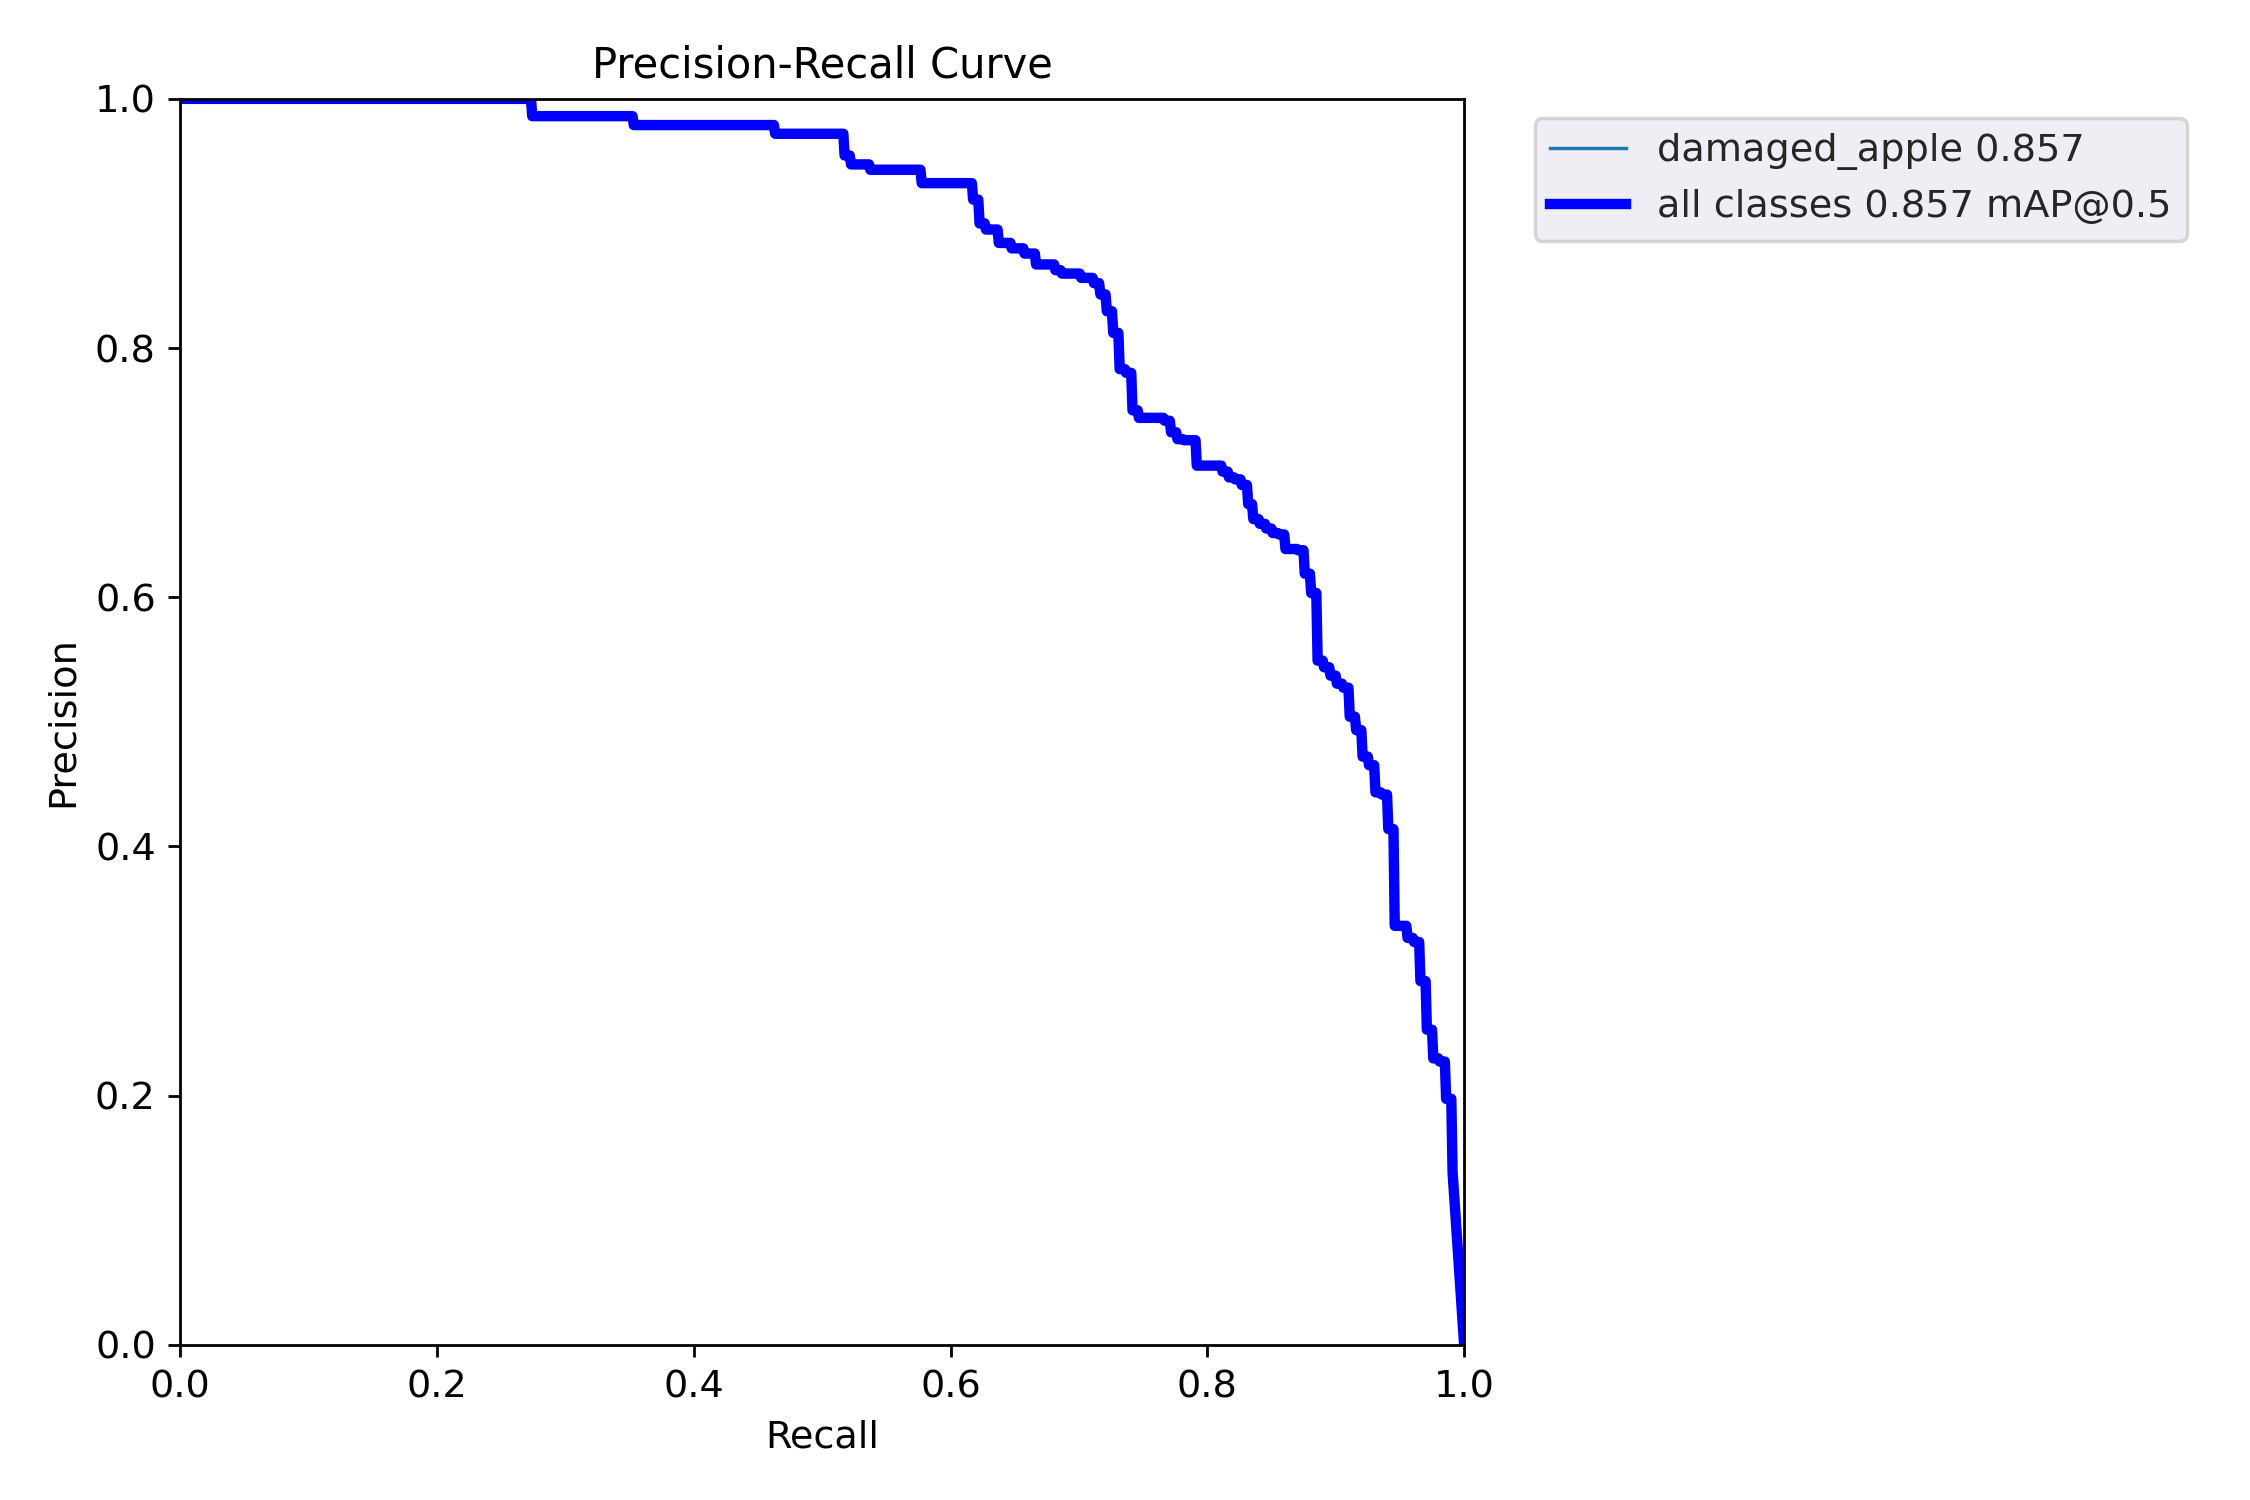 Precision-Recall Curve
damaged_apple 0.857
all classes 0.857 mAP@0.5
1.0
0.8
0.6
0.4
0.2
0.0
Precision
0.0 0.2 0.4 0.6 0.8 1.0
Recall